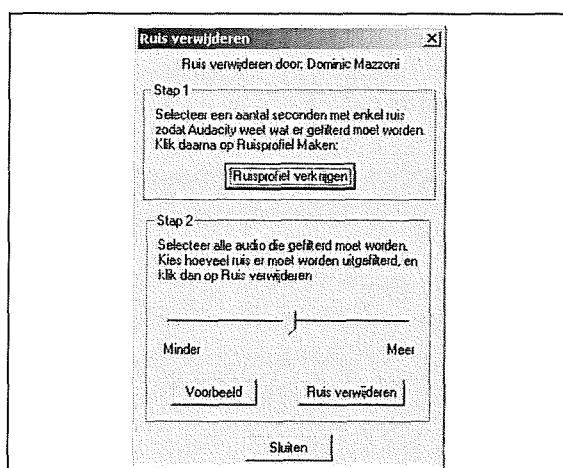 Ruis verwijderen
Ruis verwijderen door: Dominic Mazzoni
Stap 1
Selecteer een aantal seconden met enkel ruis
zodat Audacity weet wat er gefilterd moet worden.
Klik daarna op Ruisprofiel Maken:
Ruisprofiel verkrijgen
Stap 2
Selecteer alle audio die gefilterd moet worden.
Kies hoeveel ruis er moet worden uitgefilterd, en
klik dan op Ruis verwijderen
Minder Meer
Voorbeeld Ruis verwijderen
Sluiten